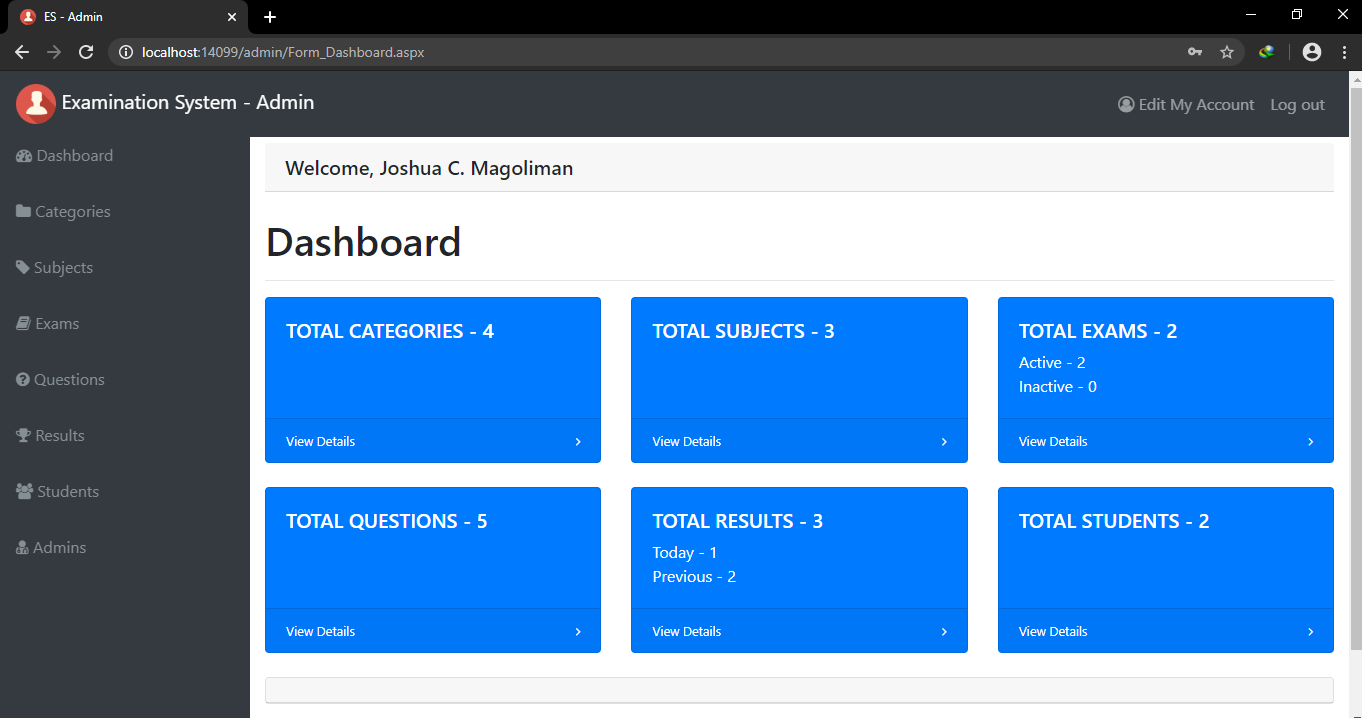 ES - Admin
localhost:14099/admin/Form_Dashboard.aspx
Examination System - Admin
Edit My Account
Log out
Dashboard
Categories
Subjects
Exams
Questions
Results
Students
Admins
Welcome, Joshua C. Magoliman
Dashboard
TOTAL CATEGORIES - 4
View Details
TOTAL SUBJECTS - 3
View Details
TOTAL EXAMS - 2
Active - 2
Inactive - 0
View Details
TOTAL QUESTIONS - 5
View Details
TOTAL RESULTS - 3
Today - 1
Previous - 2
View Details
TOTAL STUDENTS - 2
View Details